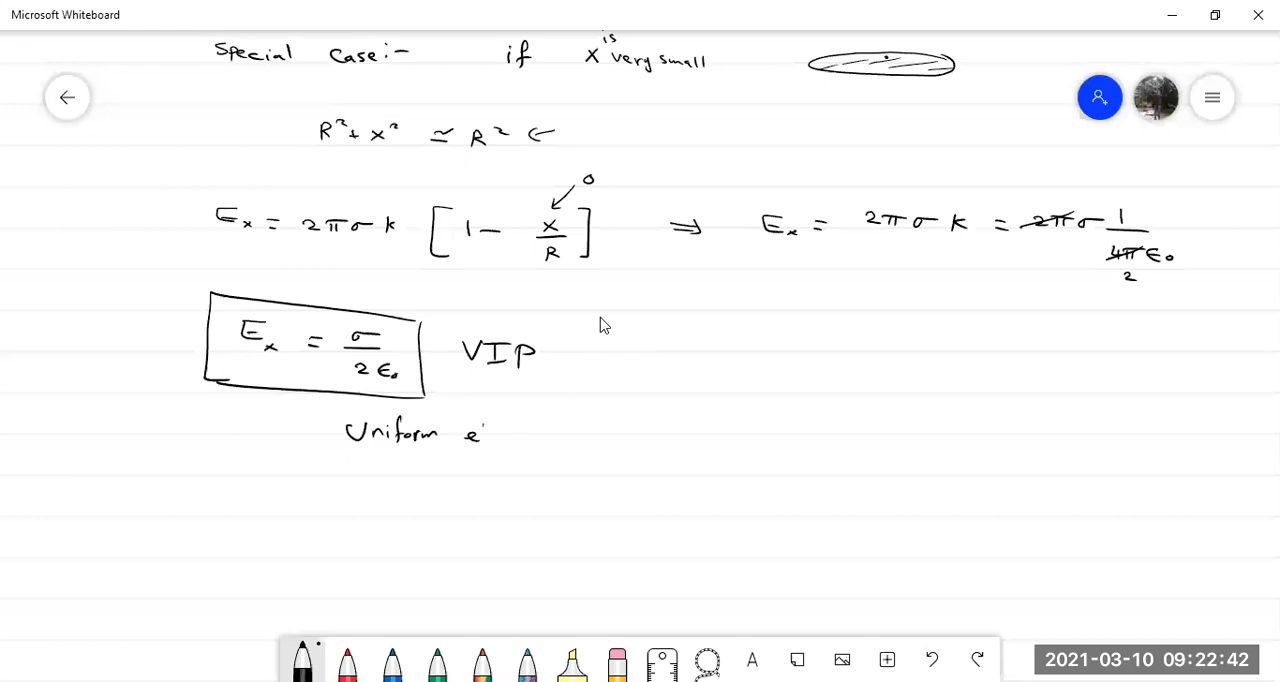 Microsoft Whiteboard
Special Case:- if x is very small
R² + x² ≃ R² ←
Eₓ = 2πσk [1 - x/R] 0 ⇒ Eₓ = 2πσk = 2πσ 1/4πε₀ 2
Eₓ = σ/2ε₀ VIP
Uniform e
A
2021-03-10 09:22:42